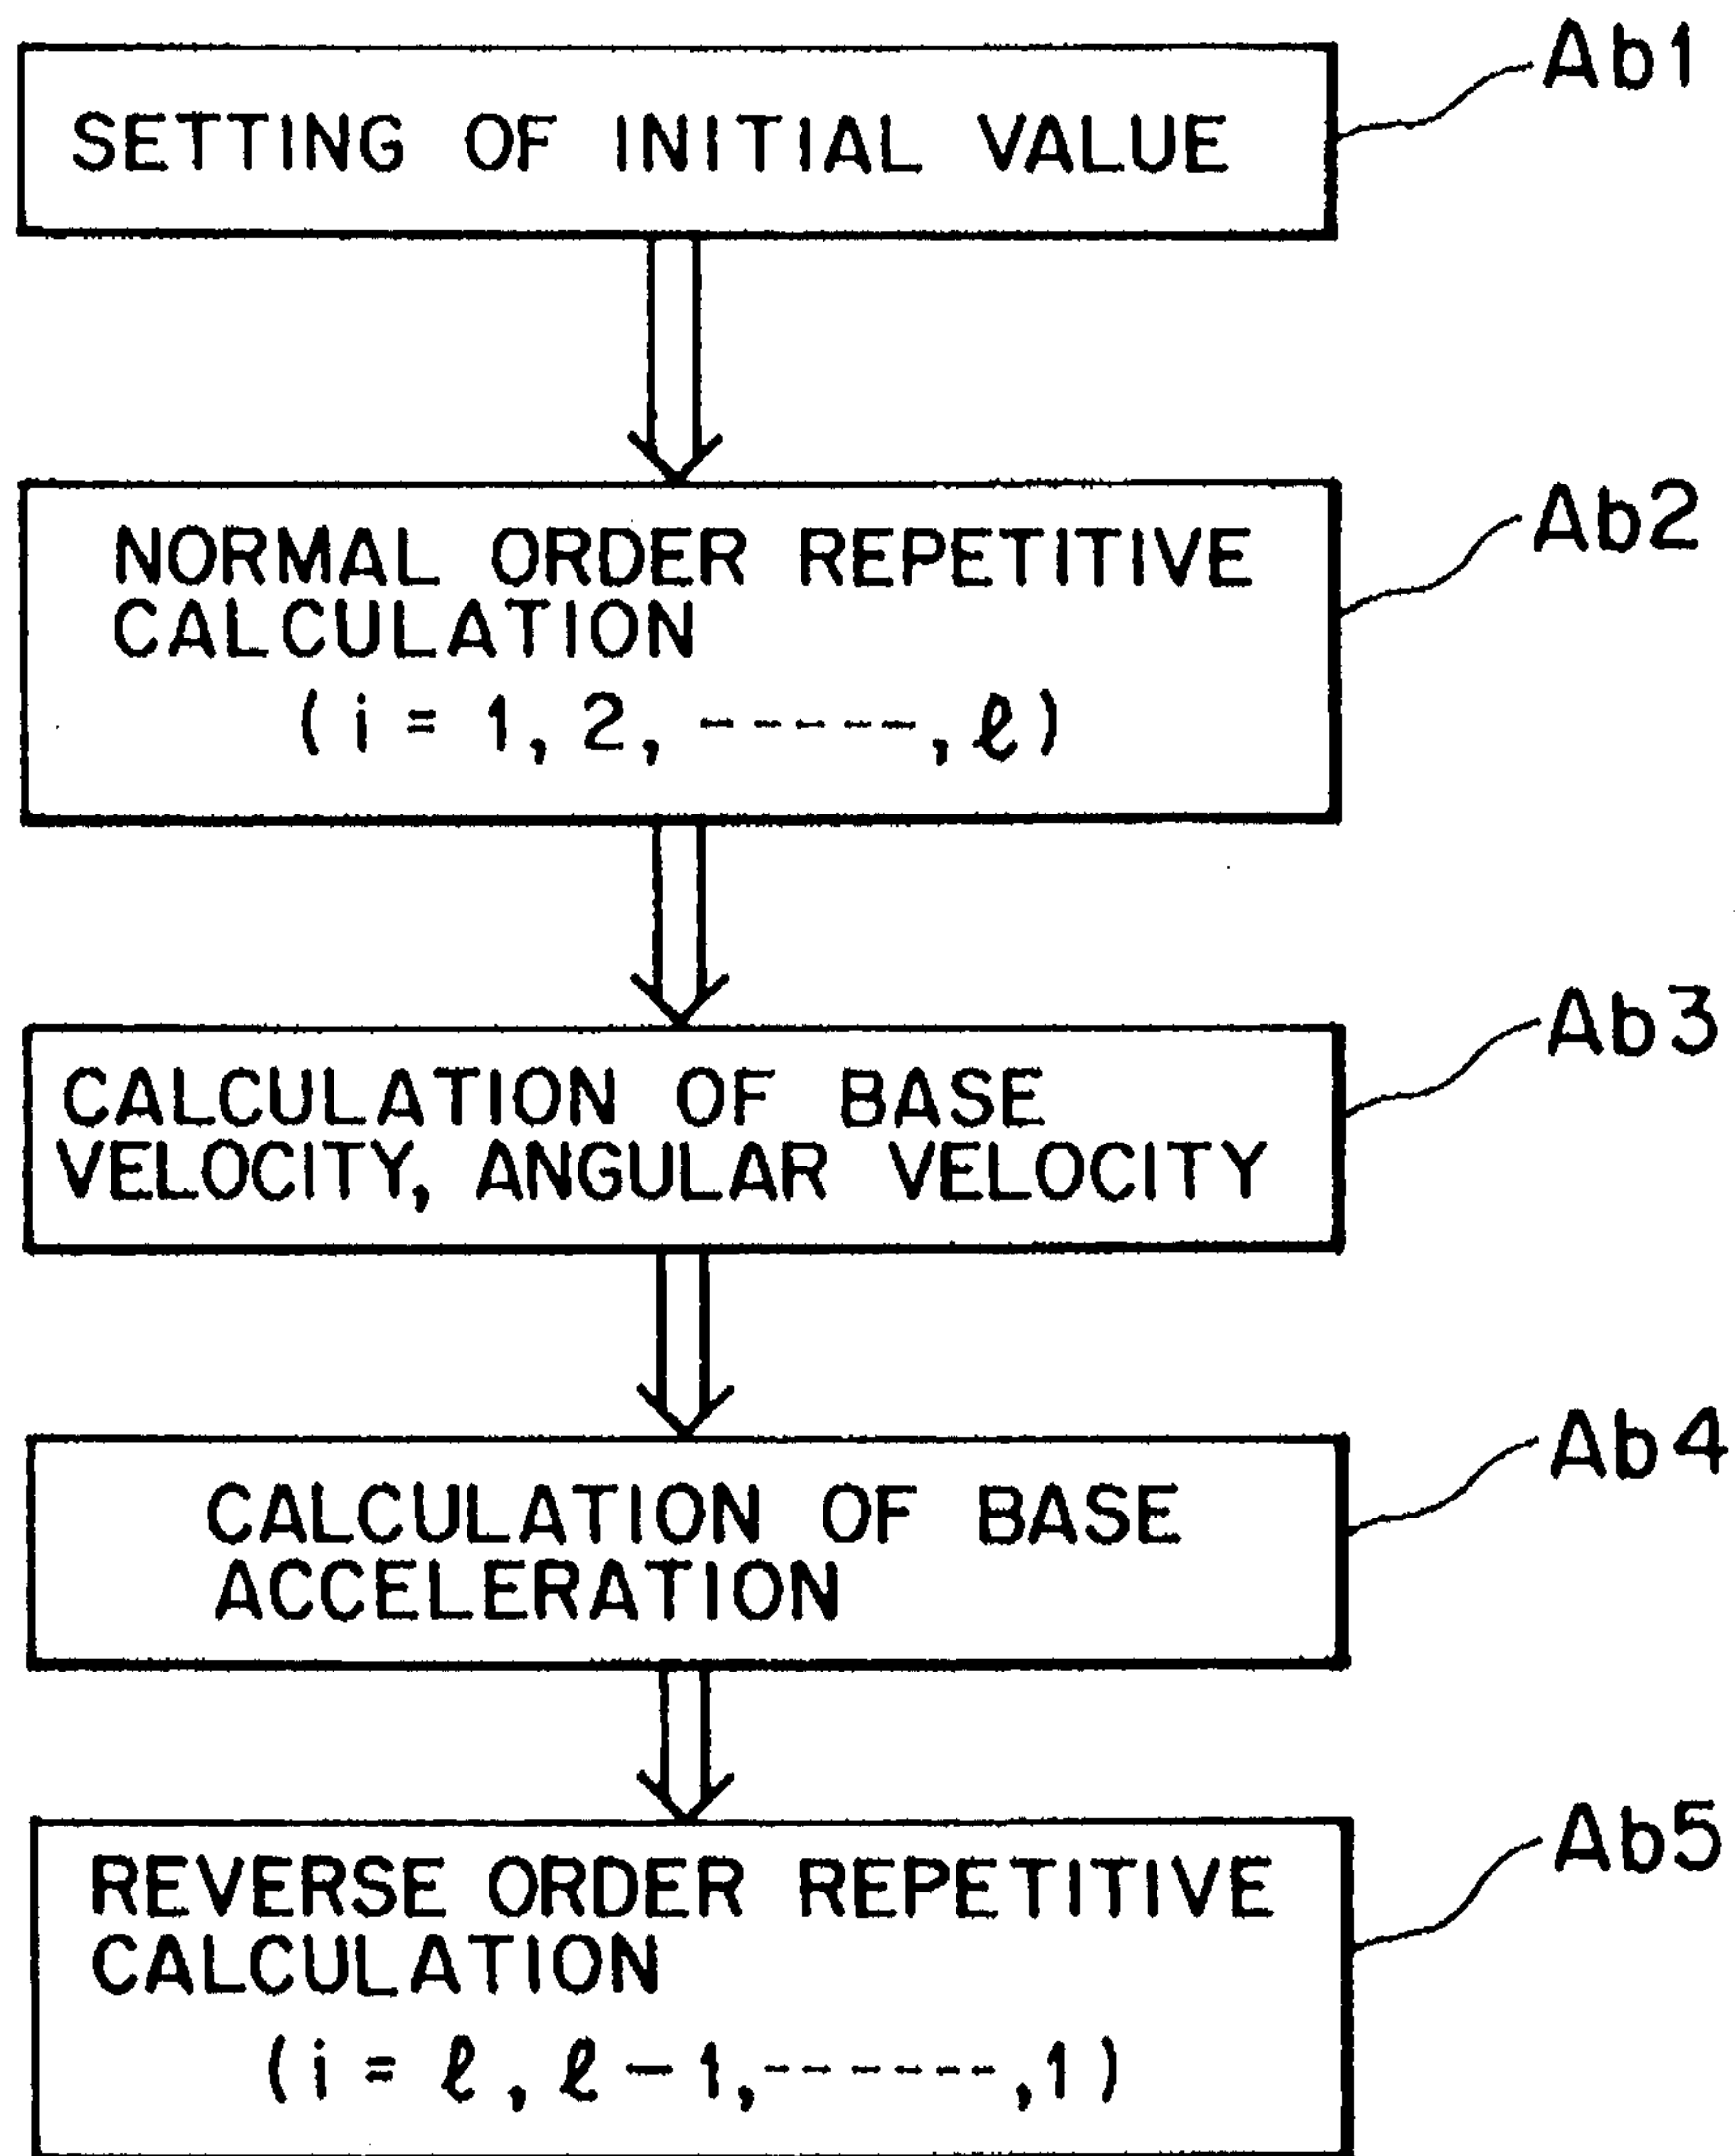 Ab1
SETTING OF INITIAL VALUE
Ab2
NORMAL ORDER REPETITIVE
CALCULATION
( i = 1, 2, -----, ℓ )
Ab3
CALCULATION OF BASE
VELOCITY, ANGULAR VELOCITY
Ab4
CALCULATION OF BASE
ACCELERATION
Ab5
REVERSE ORDER REPETITIVE
CALCULATION
( i = ℓ, ℓ - 1, ------, 1 )